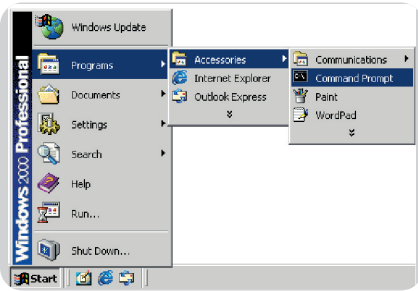 Windows 2000 Professional
Windows Update
Programs
Documents
Settings
Search
Help
Run...
Shut Down...
Accessories
Internet Explorer
Outlook Express
Communications
Command Prompt
Paint
WordPad
Start